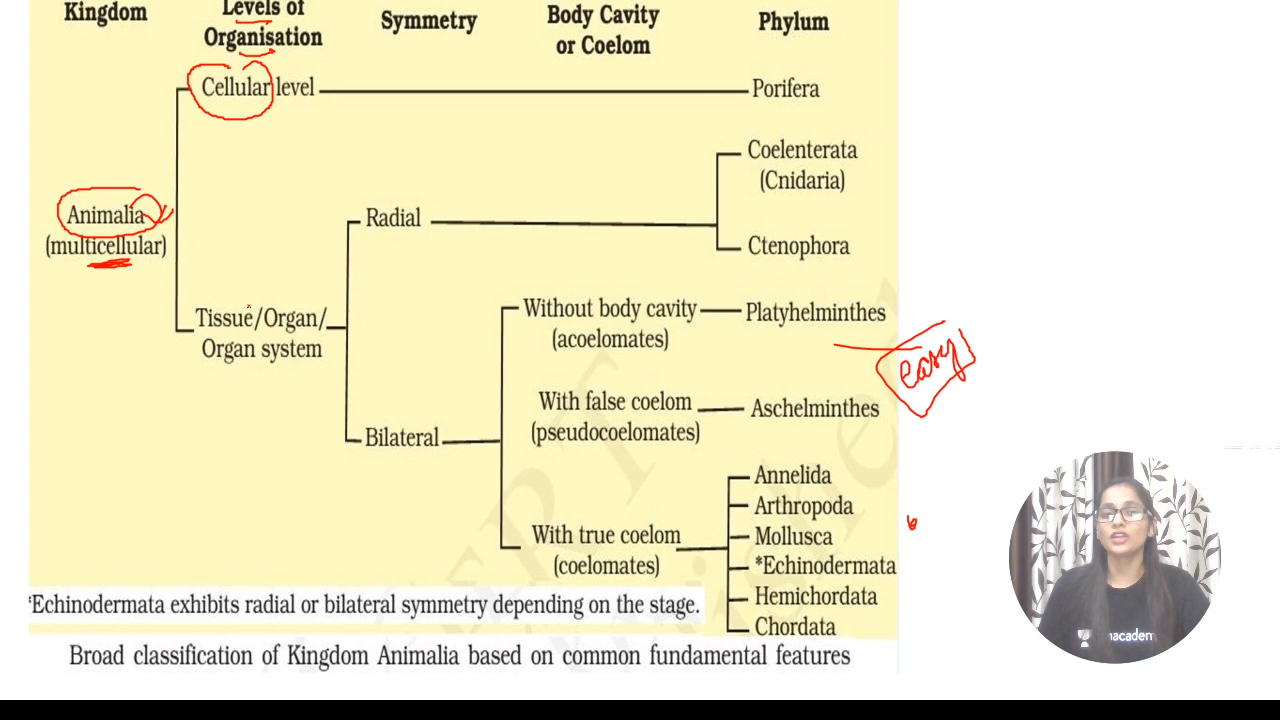 Kingdom
Levels of
Organisation
Symmetry
Body Cavity
or Coelom
Phylum
Cellular level
Porifera
Coelenterata
(Cnidaria)
Animalia
(multicellular)
Radial
Ctenophora
Tissue/Organ/
Organ system
Without body cavity
(acoelomates)
Platyhelminthes
easy
With false coelom
(pseudocoelomates)
Aschelminthes
Bilateral
With true coelom
(coelomates)
Annelida
Arthropoda
Mollusca
*Echinodermata
Hemichordata
Chordata
*Echinodermata exhibits radial or bilateral symmetry depending on the stage.
Broad classification of Kingdom Animalia based on common fundamental features